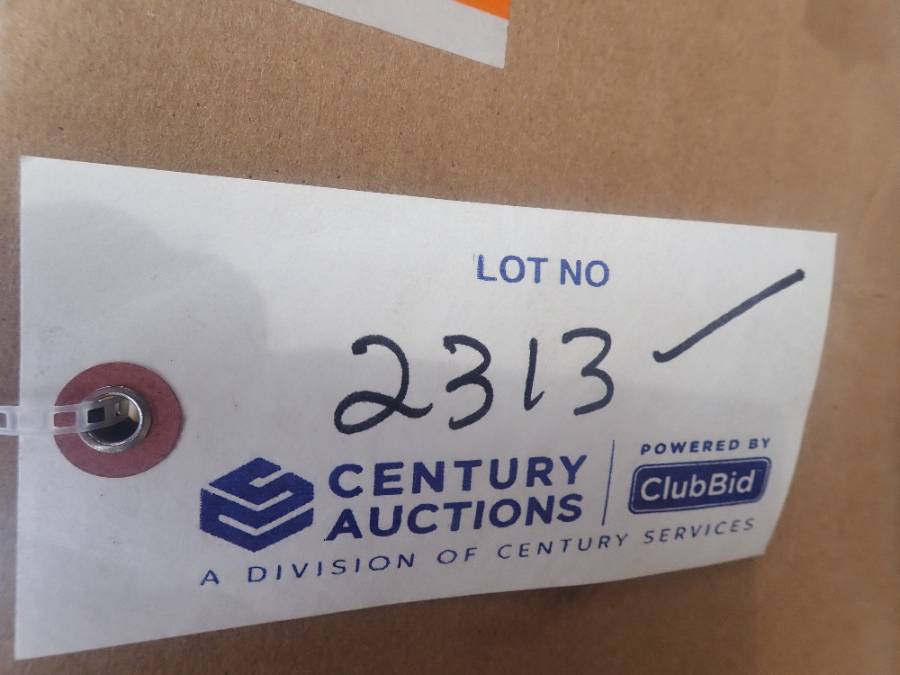 LOT NO
2313
CENTURY
AUCTIONS
A DIVISION OF CENTURY SERVICES
POWERED BY
ClubBid